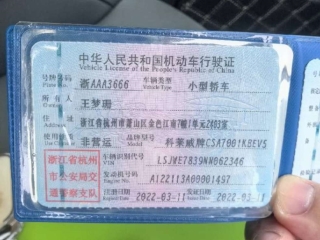 中华人民共和国机动车行驶证
Vehicle License of the People's Republic of China
号牌号码 浙AAA3666 车辆类型 小型轿车
Plate No. Vehicle Type
所有人 王梦珊
Owner
住址 浙江省杭州市萧山区金色江南7幢1单元2403室
Address
使用性质 非营运 品牌型号 科莱威牌CSA7001KBEV5
Use Character Model
浙江省杭州 车辆识别代号 LSJWE7839NN062346
VIN
市公安局交 发动机号码 A122113A00001497
Engine No.
通警察支队 注册日期 2022-03-11 发证日期 2022-03-11
Register Date Issue Date